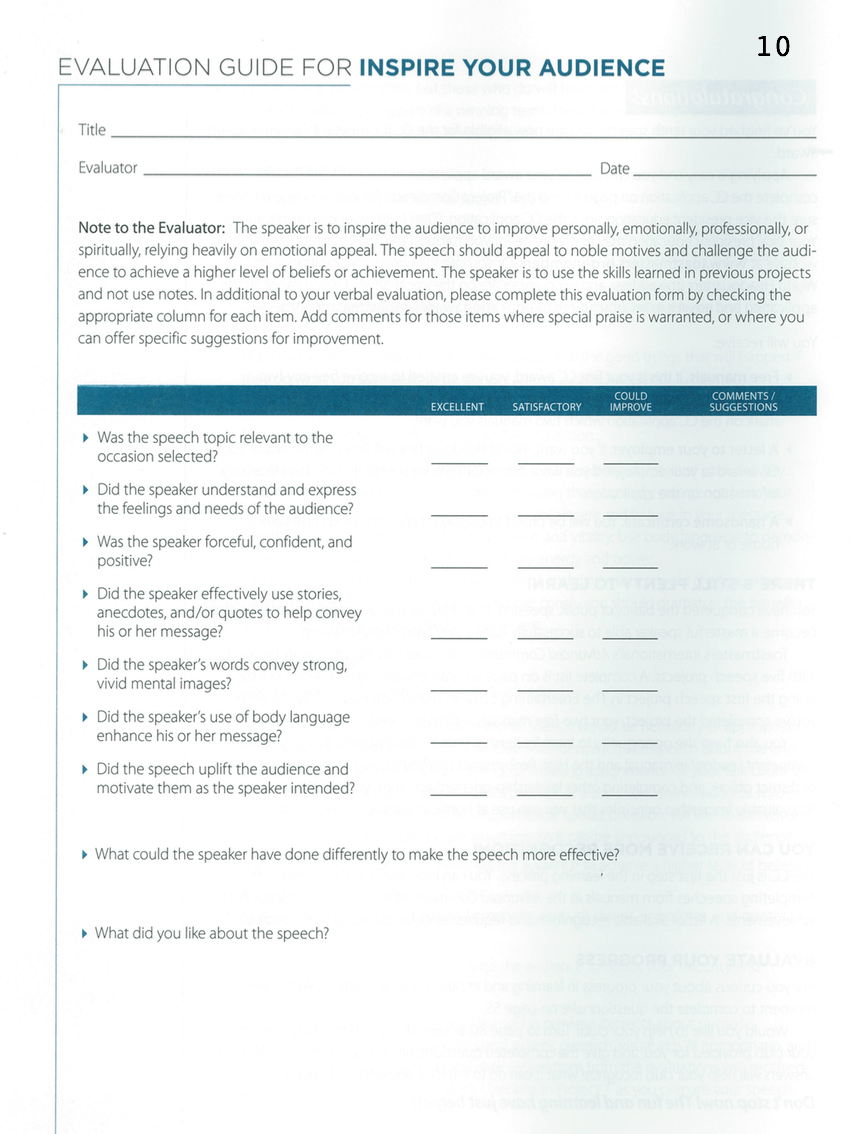 10
EVALUATION GUIDE FOR INSPIRE YOUR AUDIENCE
Title
Evaluator Date
Note to the Evaluator: The speaker is to inspire the audience to improve personally, emotionally, professionally, or
spiritually, relying heavily on emotional appeal. The speech should appeal to noble motives and challenge the audi-
ence to achieve a higher level of beliefs or achievement. The speaker is to use the skills learned in previous projects
and not use notes. In additional to your verbal evaluation, please complete this evaluation form by checking the
appropriate column for each item. Add comments for those items where special praise is warranted, or where you
can offer specific suggestions for improvement.
EXCELLENT SATISFACTORY COULD IMPROVE COMMENTS / SUGGESTIONS
Was the speech topic relevant to the
occasion selected?
Did the speaker understand and express
the feelings and needs of the audience?
Was the speaker forceful, confident, and
positive?
Did the speaker effectively use stories,
anecdotes, and/or quotes to help convey
his or her message?
Did the speaker's words convey strong,
vivid mental images?
Did the speaker's use of body language
enhance his or her message?
Did the speech uplift the audience and
motivate them as the speaker intended?
What could the speaker have done differently to make the speech more effective?
What did you like about the speech?